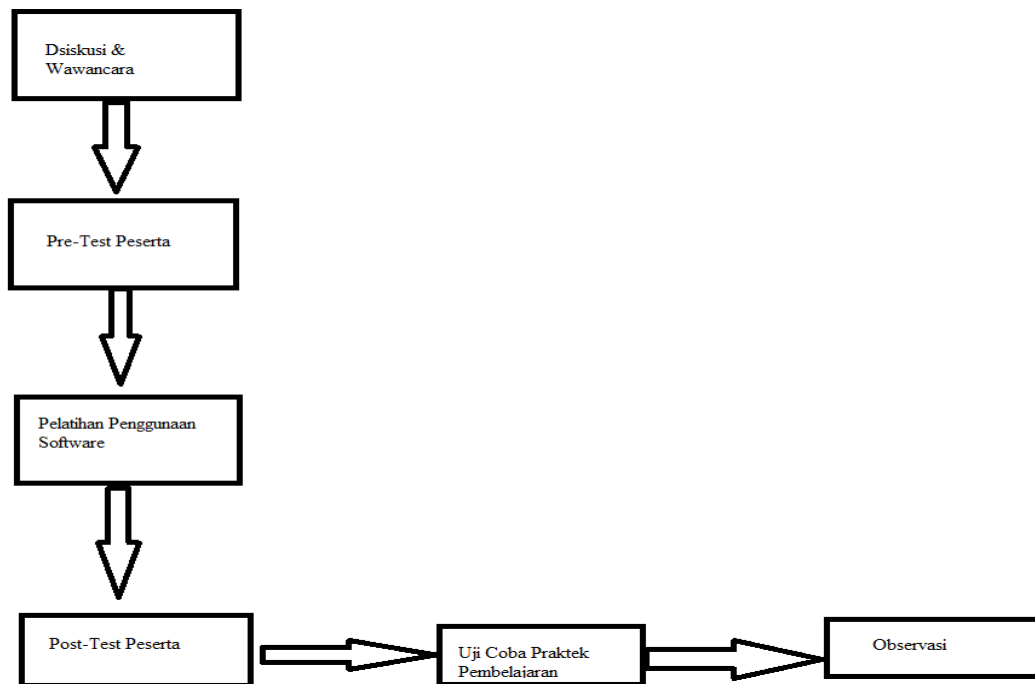 Dsiskusi &
Wawancara
Pre-Test Peserta
Pelatihan Penggunaan
Software
Post-Test Peserta
Uji Coba Praktek
Pembelajaran
Observasi